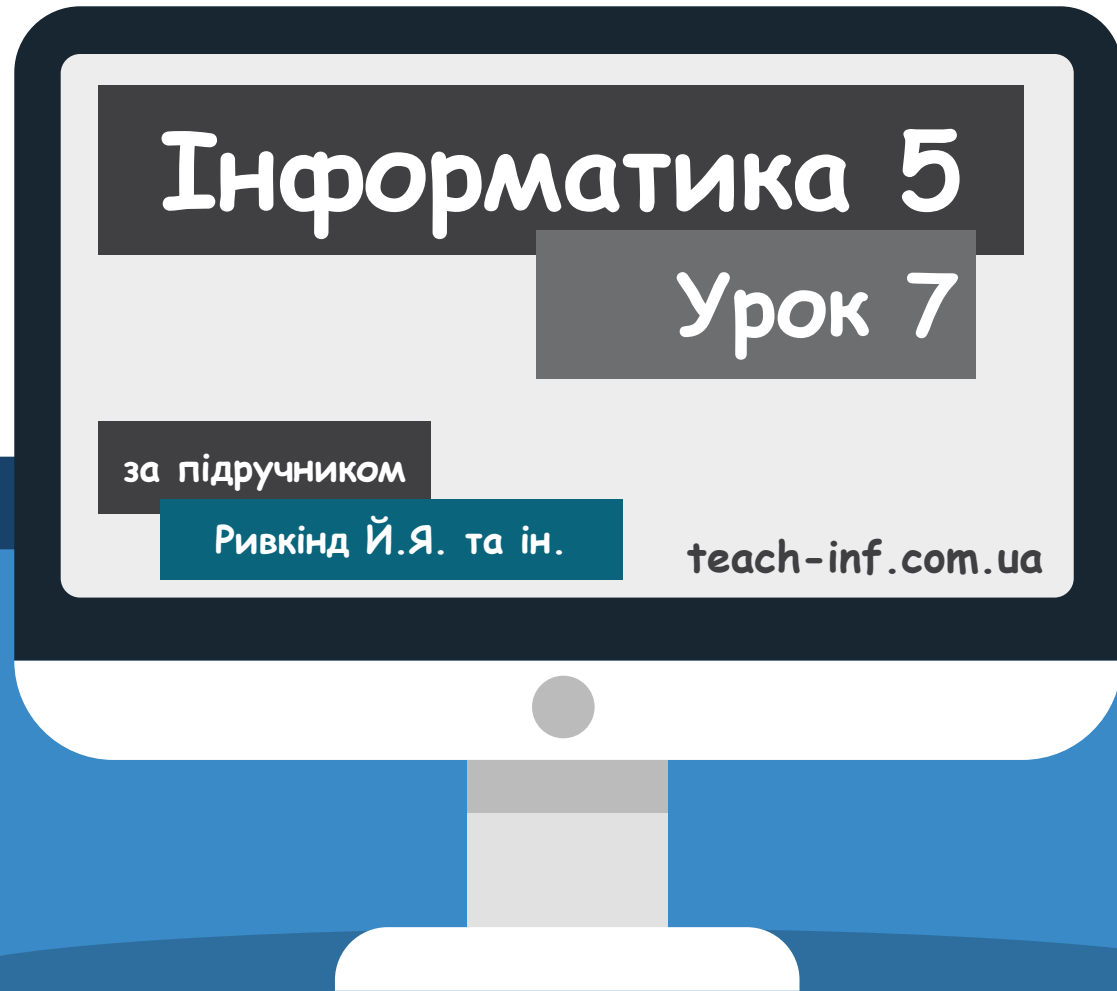 Інформатика 5
Урок 7
за підручником
Ривкінд Й.Я. та ін.
teach-inf.com.ua